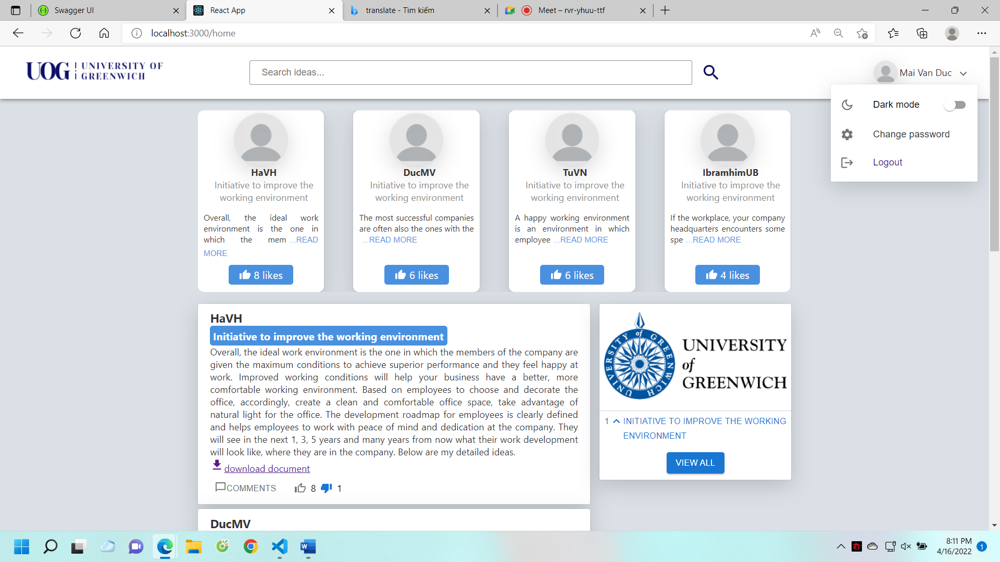 Swagger UI
React App
translate - Tìm kiếm
Meet – rvr-yhuu-ttf
localhost:3000/home
UOG UNIVERSITY OF
GREENWICH
Search ideas...
Mai Van Duc
Dark mode
Change password
Logout
HaVH
Initiative to improve the
working environment
Overall, the ideal work
environment is the one in
which the mem ...READ
MORE
8 likes
DucMV
Initiative to improve the
working environment
The most successful companies
are often also the ones with the
...READ MORE
6 likes
TuVN
Initiative to improve the
working environment
A happy working environment
is an environment in which
employee ...READ MORE
6 likes
IbramhimUB
Initiative to improve the
working environment
If the workplace, your company
headquarters encounters some
spe ...READ MORE
4 likes
HaVH
Initiative to improve the working environment
Overall, the ideal work environment is the one in which the members of the company are
given the maximum conditions to achieve superior performance and they feel happy at
work. Improved working conditions will help your business have a better, more
comfortable working environment. Based on employees to choose and decorate the
office, accordingly, create a clean and comfortable office space, take advantage of
natural light for the office. The development roadmap for employees is clearly defined
and helps employees to work with peace of mind and dedication at the company. They
will see in the next 1, 3, 5 years and many years from now what their work development
will look like, where they are in the company. Below are my detailed ideas.
download document
COMMENTS 8 1
DucMV
UNIVERSITY of GREENWICH
UNIVERSITY
of
GREENWICH
1 INITIATIVE TO IMPROVE THE WORKING
ENVIRONMENT
VIEW ALL
8:11 PM
4/16/2022
1